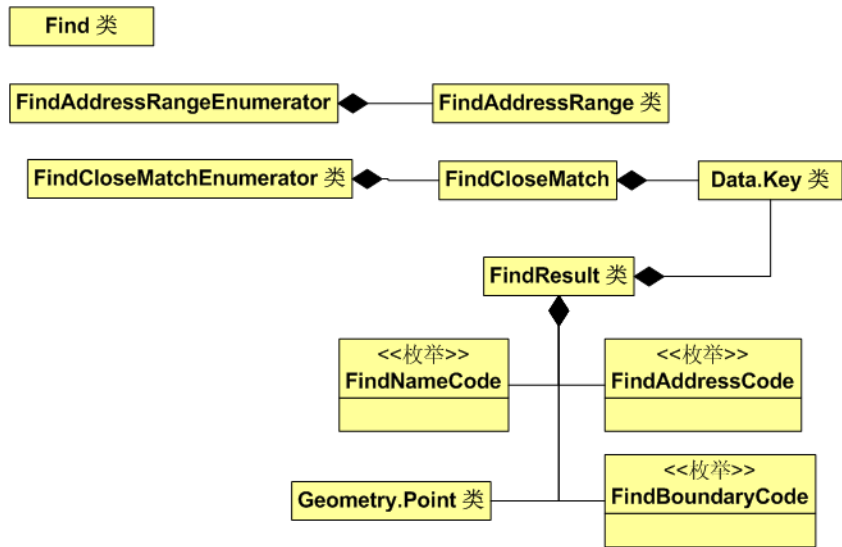 Find 类
FindAddressRangeEnumerator
FindAddressRange 类
FindCloseMatchEnumerator 类
FindCloseMatch
Data.Key 类
FindResult 类
<<枚举>>
FindNameCode
<<枚举>>
FindAddressCode
Geometry.Point 类
<<枚举>>
FindBoundaryCode